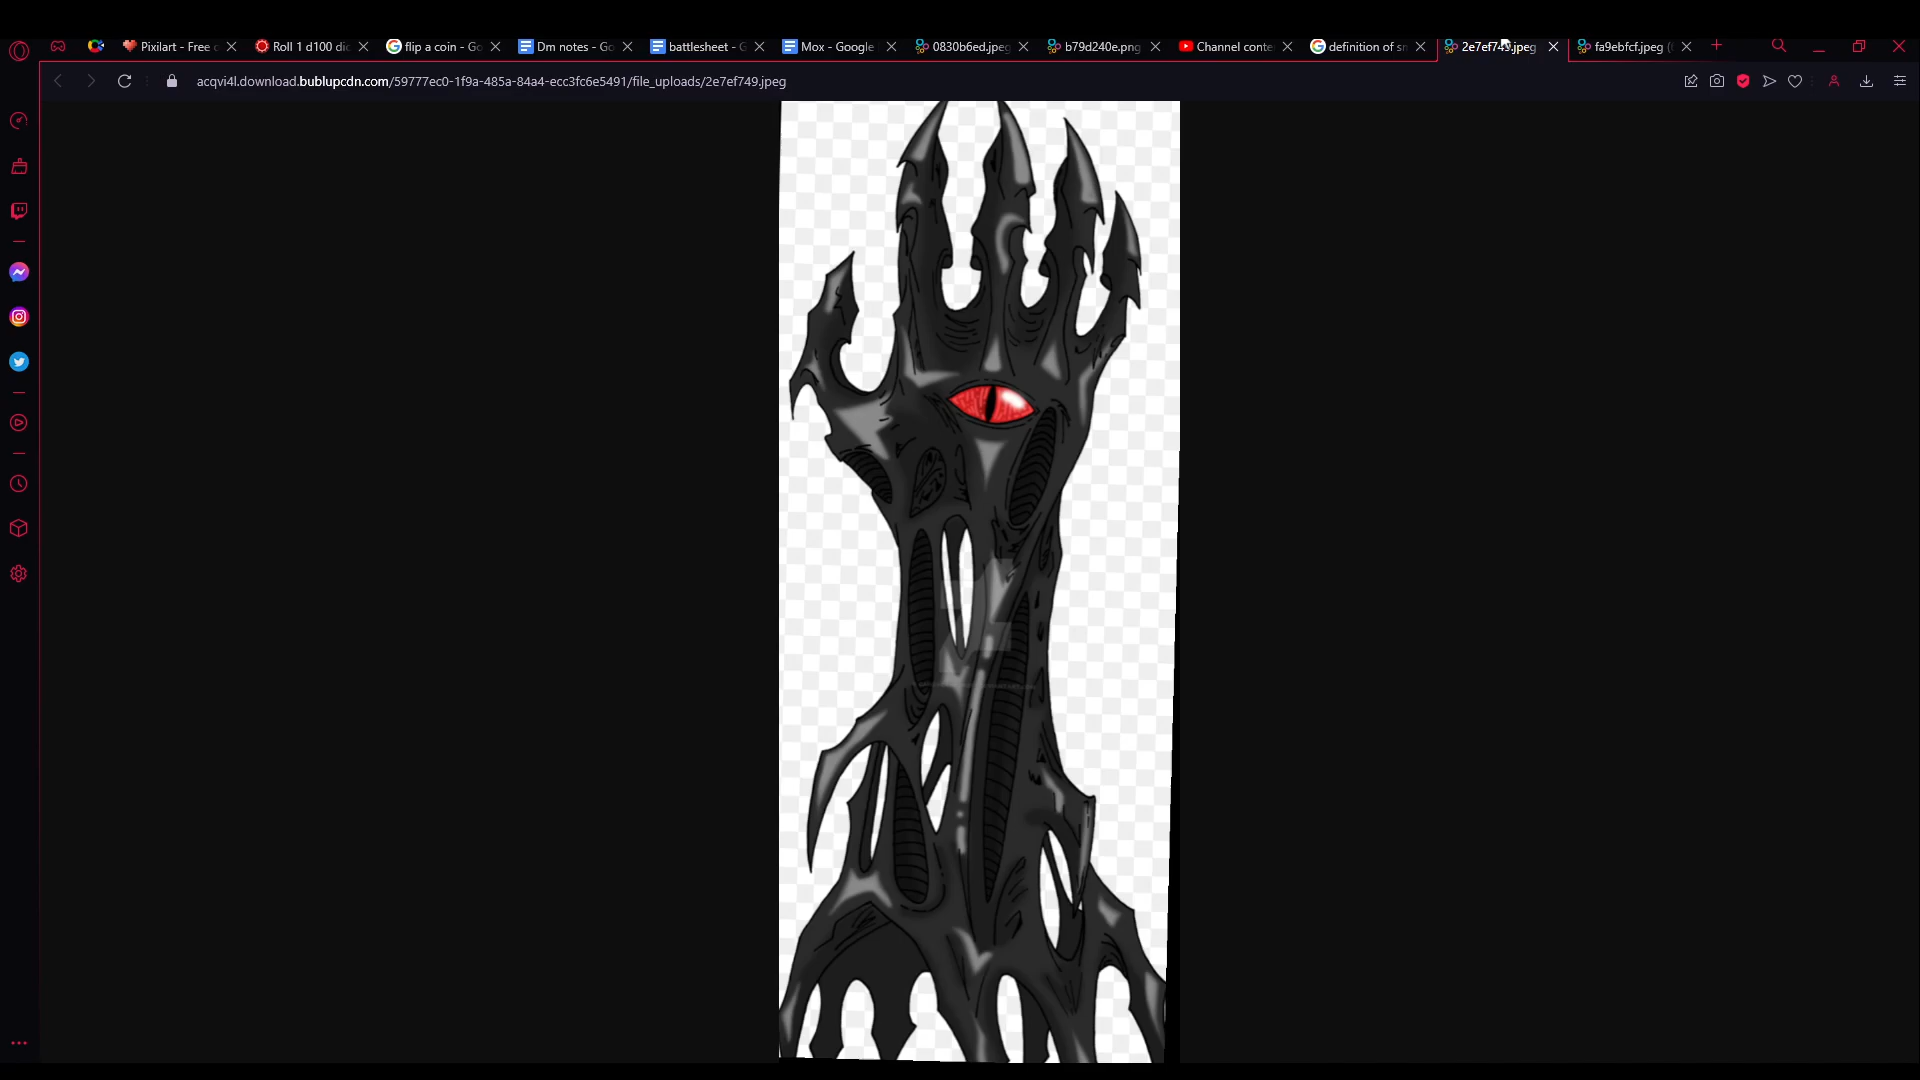 Pixilart - Free o
Roll 1 d100 dic
flip a coin - Go
Dm notes - Go
battlesheet - G
Mox - Google
0830b6ed.jpeg
b79d240e.png
Channel conte
definition of sn
2e7ef749.jpeg
fa9ebfcf.jpeg (
acqvi4l.download.bublupcdn.com/59777ec0-1f9a-485a-84a4-ecc3fc6e5491/file_uploads/2e7ef749.jpeg